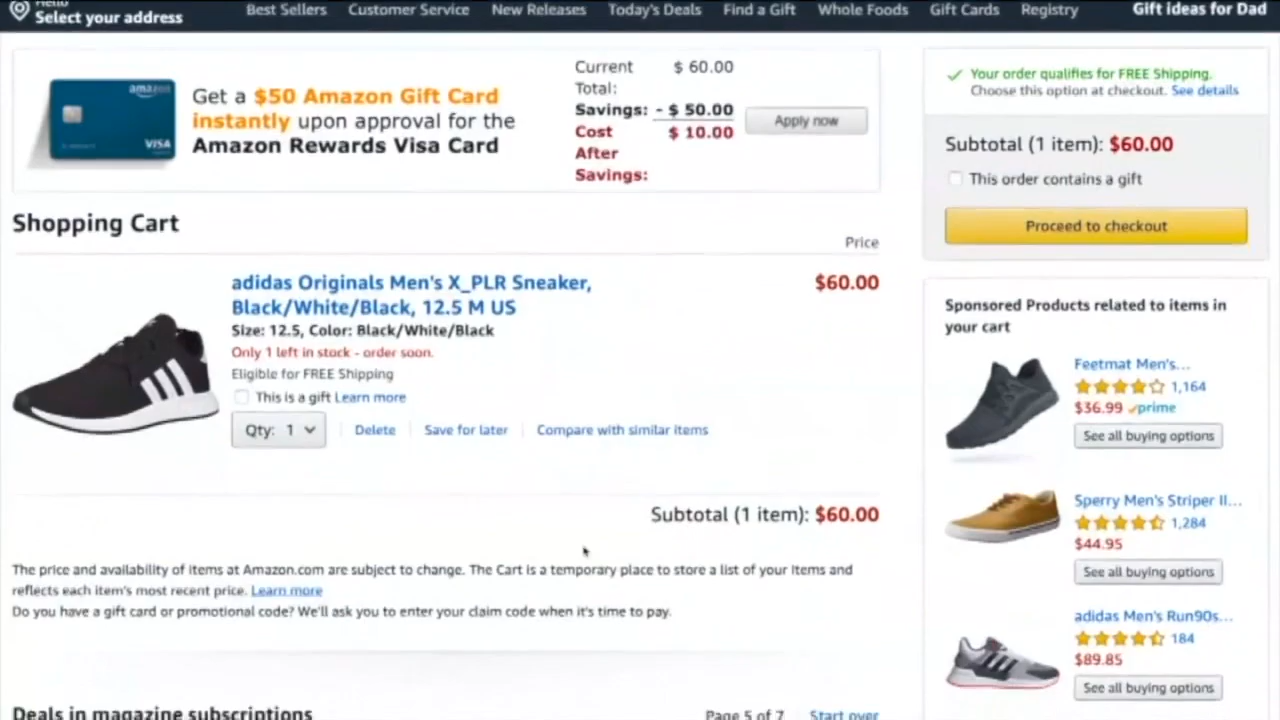 Hello
Select your address
Best Sellers Customer Service New Releases Today's Deals Find a Gift Whole Foods Gift Cards Registry Gift ideas for Dad
amazon
VISA
Get a $50 Amazon Gift Card
instantly upon approval for the
Amazon Rewards Visa Card
Current $ 60.00
Total:
Savings: - $ 50.00
Cost $ 10.00
After
Savings:
Apply now
Your order qualifies for FREE Shipping.
Choose this option at checkout. See details
Subtotal (1 item): $60.00
This order contains a gift
Proceed to checkout
Shopping Cart
Price
adidas Originals Men's X_PLR Sneaker, $60.00
Black/White/Black, 12.5 M US
Size: 12.5, Color: Black/White/Black
Only 1 left in stock - order soon.
Eligible for FREE Shipping
This is a gift Learn more
Qty: 1 Delete Save for later Compare with similar items
Subtotal (1 item): $60.00
The price and availability of items at Amazon.com are subject to change. The Cart is a temporary place to store a list of your items and
reflects each item's most recent price. Learn more
Do you have a gift card or promotional code? We'll ask you to enter your claim code when it's time to pay.
Sponsored Products related to items in
your cart
Feetmat Men's...
1,164
$36.99 prime
See all buying options
Sperry Men's Striper II...
1,284
$44.95
See all buying options
adidas Men's Run90s...
184
$89.85
See all buying options
Deals in magazine subscriptions Page 5 of 7 Start over